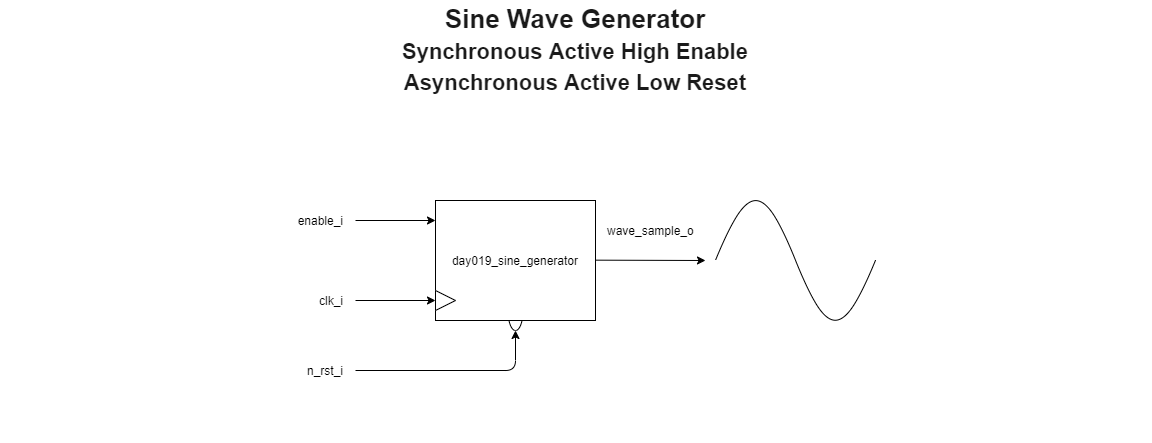 Sine Wave Generator
Synchronous Active High Enable
Asynchronous Active Low Reset
enable_i
wave_sample_o
day019_sine_generator
clk_i
n_rst_i